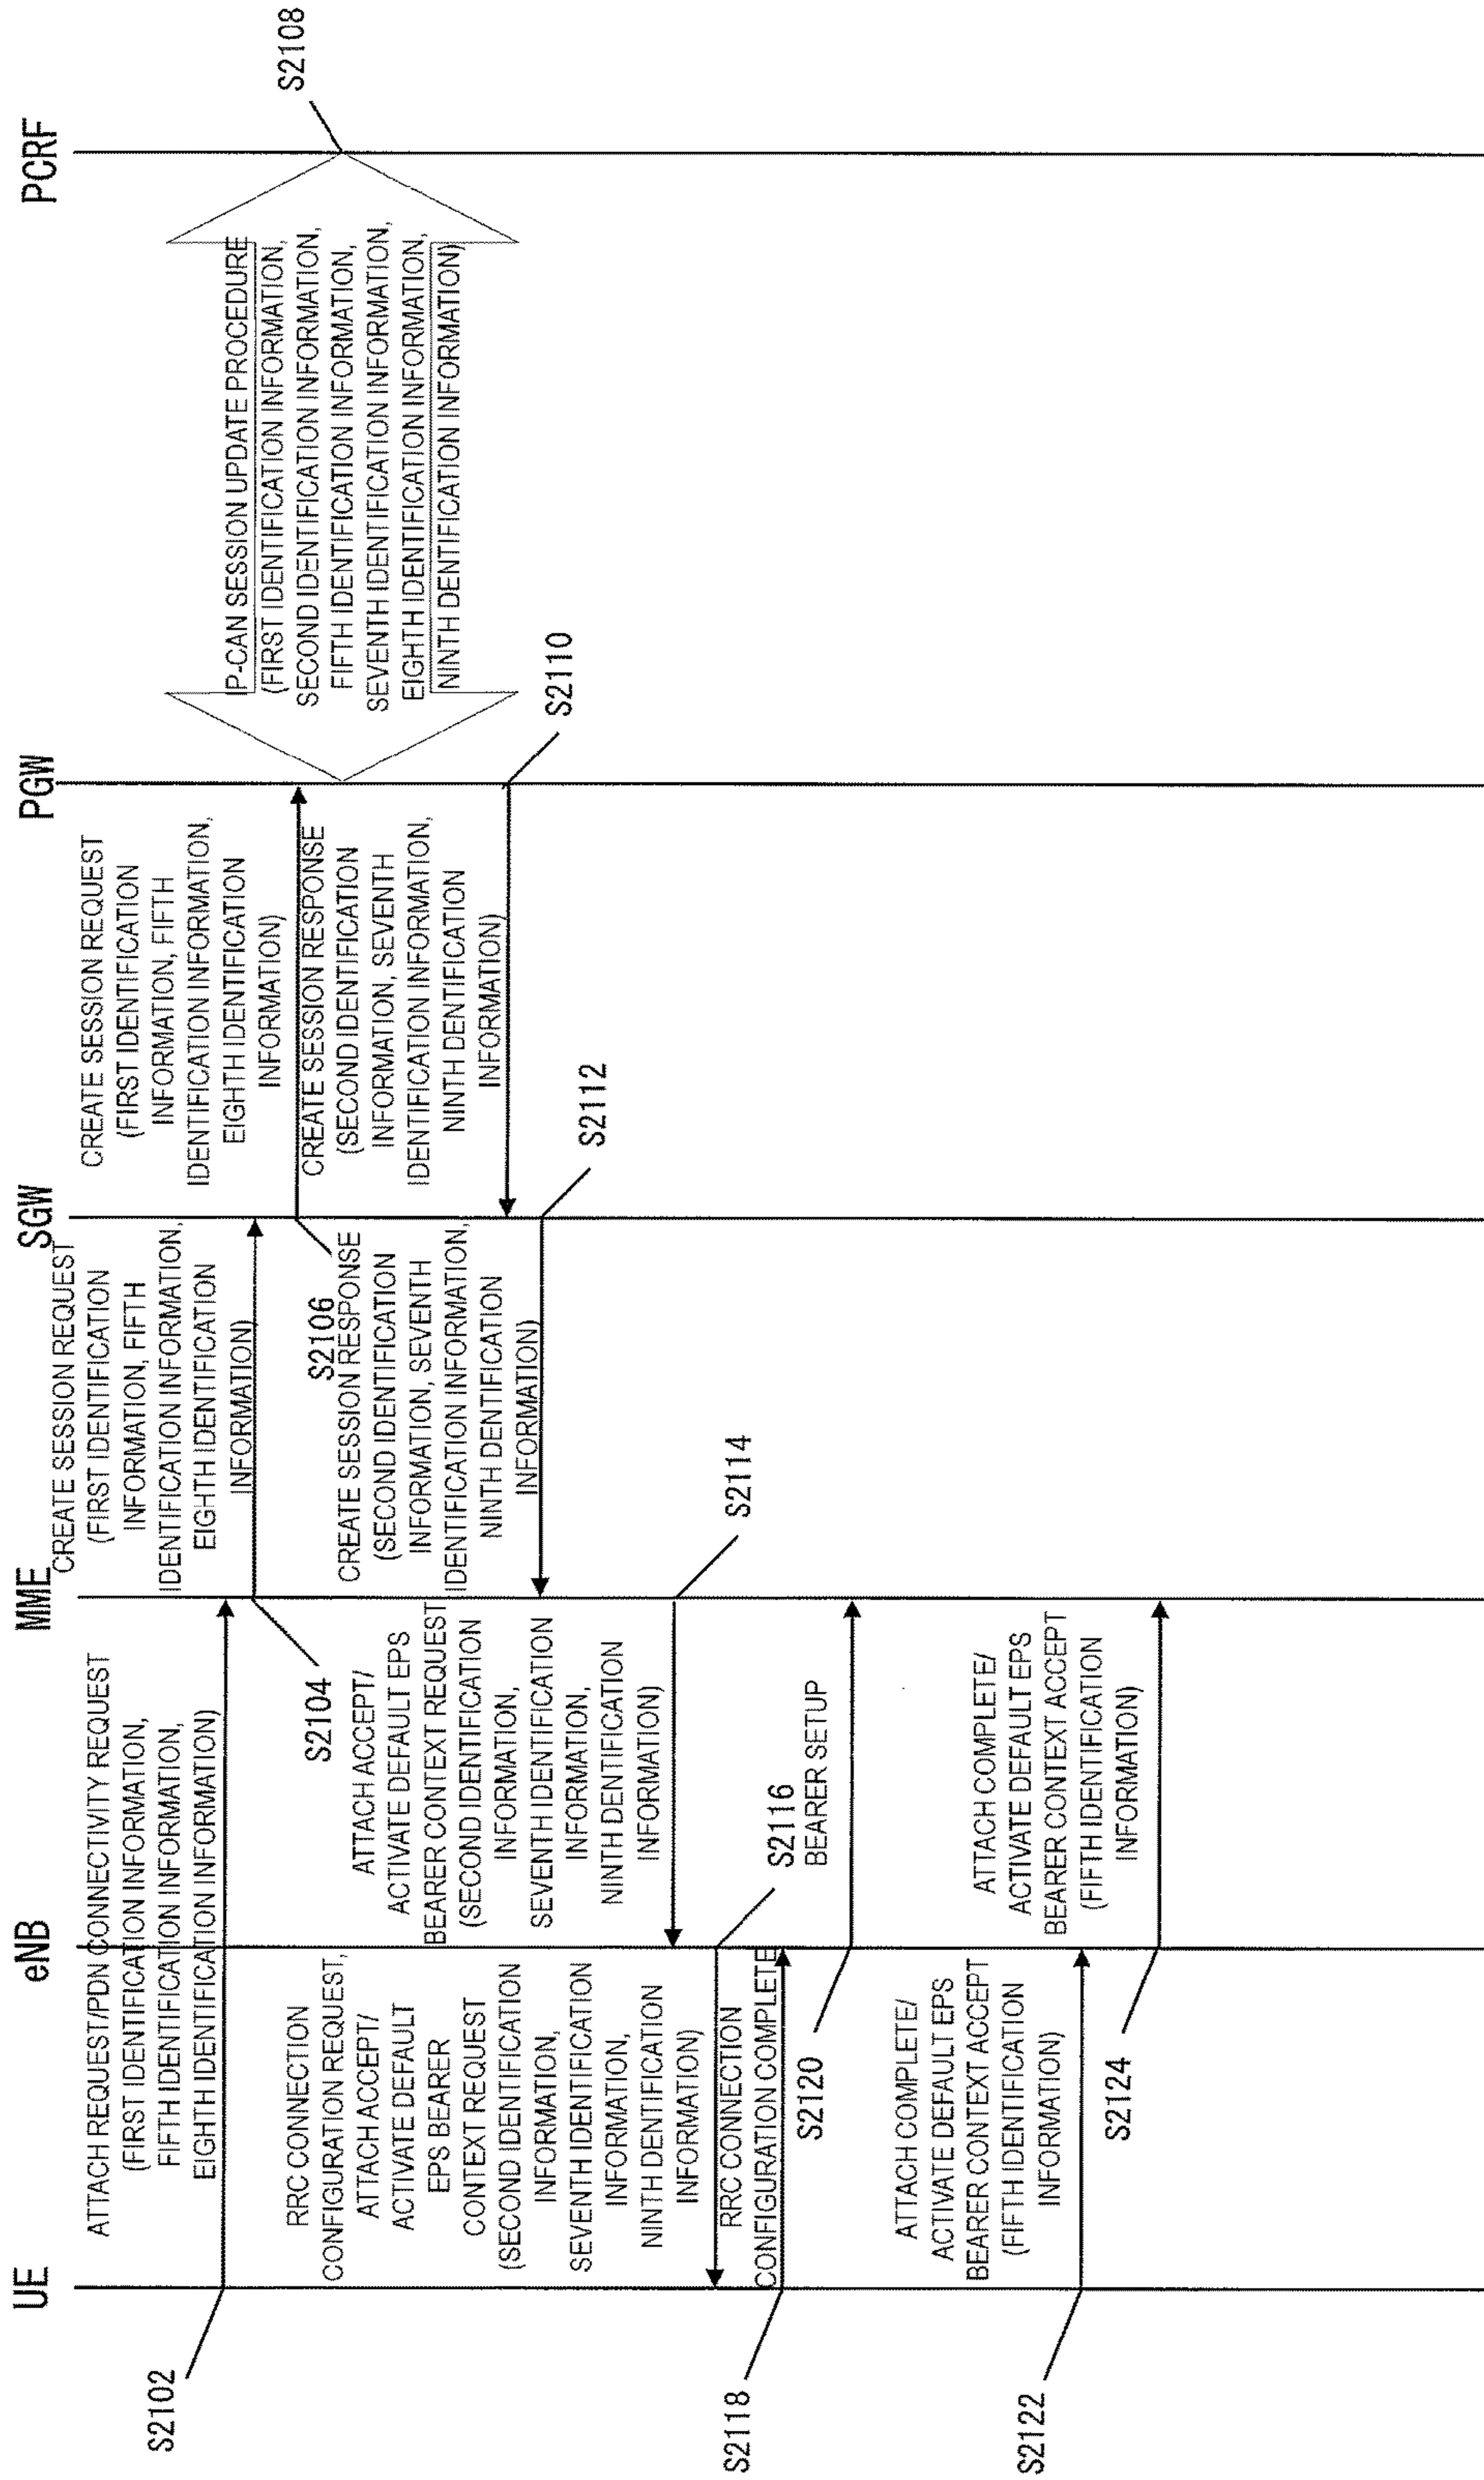 UE
eNB
MME
SGW
PGW
PCRF
S2102
ATTACH REQUEST/PDN CONNECTIVITY REQUEST
(FIRST IDENTIFICATION INFORMATION,
FIFTH IDENTIFICATION INFORMATION,
EIGHTH IDENTIFICATION INFORMATION)
S2104
CREATE SESSION REQUEST
(FIRST IDENTIFICATION
INFORMATION, FIFTH
IDENTIFICATION INFORMATION,
EIGHTH IDENTIFICATION
INFORMATION)
S2106
CREATE SESSION REQUEST
(FIRST IDENTIFICATION
INFORMATION, FIFTH
IDENTIFICATION INFORMATION,
EIGHTH IDENTIFICATION
INFORMATION)
S2108
IP-CAN SESSION UPDATE PROCEDURE
(FIRST IDENTIFICATION INFORMATION,
SECOND IDENTIFICATION INFORMATION,
FIFTH IDENTIFICATION INFORMATION,
SEVENTH IDENTIFICATION INFORMATION,
EIGHTH IDENTIFICATION INFORMATION,
NINTH DENTIFICATION INFORMATION)
S2110
CREATE SESSION RESPONSE
(SECOND IDENTIFICATION
INFORMATION, SEVENTH
IDENTIFICATION INFORMATION,
NINTH DENTIFICATION
INFORMATION)
S2112
CREATE SESSION RESPONSE
(SECOND IDENTIFICATION
INFORMATION, SEVENTH
IDENTIFICATION INFORMATION,
NINTH DENTIFICATION
INFORMATION)
S2114
ATTACH ACCEPT/
ACTIVATE DEFAULT EPS
BEARER CONTEXT REQUEST
(SECOND IDENTIFICATION
INFORMATION,
SEVENTH IDENTIFICATION
INFORMATION,
NINTH DENTIFICATION
INFORMATION)
S2116
RRC CONNECTION
CONFIGURATION REQUEST,
ATTACH ACCEPT/
ACTIVATE DEFAULT
EPS BEARER
CONTEXT REQUEST
(SECOND IDENTIFICATION
INFORMATION,
SEVENTH IDENTIFICATION
INFORMATION,
NINTH DENTIFICATION
INFORMATION)
S2118
RRC CONNECTION
CONFIGURATION COMPLETE
S2120
BEARER SETUP
S2122
ATTACH COMPLETE/
ACTIVATE DEFAULT EPS
BEARER CONTEXT ACCEPT
(FIFTH IDENTIFICATION
INFORMATION)
S2124
ATTACH COMPLETE/
ACTIVATE DEFAULT EPS
BEARER CONTEXT ACCEPT
(FIFTH IDENTIFICATION
INFORMATION)